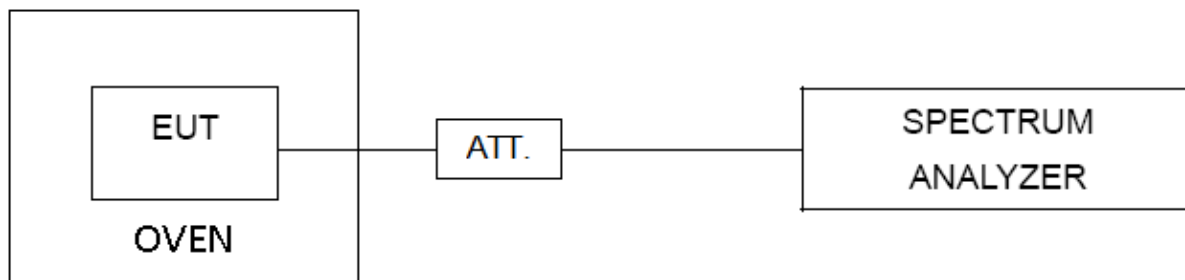 EUT
OVEN
ATT.
SPECTRUM
ANALYZER